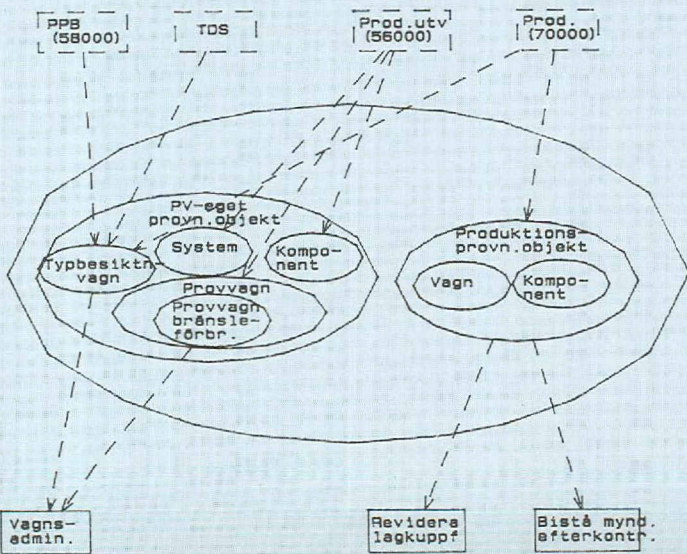 PPB
(58000)
TDS
Prod.utv
(56000)
Prod.
(70000)
PV-eget
provn.objekt
System
Kompo-
nent
Typbesiktn
vagn
Provvagn
Provvagn
bränsle-
förbr.
Produktions-
provn.objekt
Vagn
Kompo-
nent
Vagns-
admin.
Revidera
lagkuppf
Bistå mynd.
efterkontr.